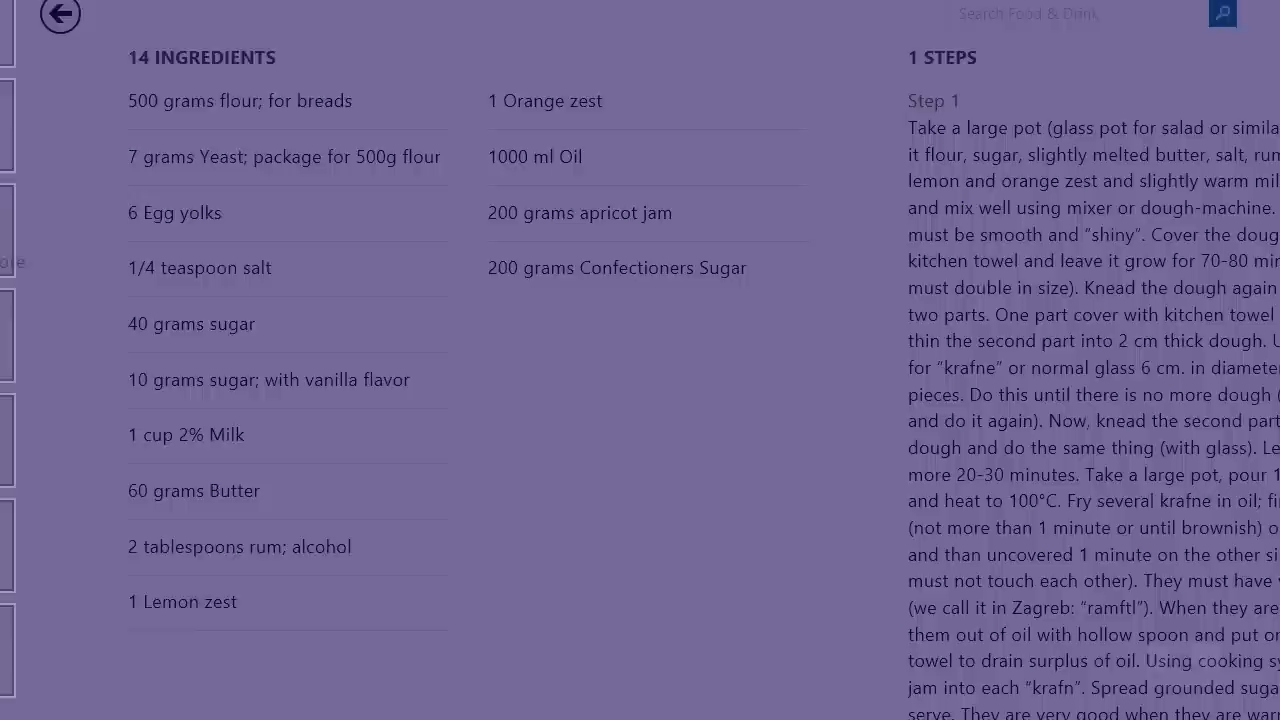 Search Food & Drink
14 INGREDIENTS
500 grams flour; for breads
7 grams Yeast; package for 500g flour
6 Egg yolks
1/4 teaspoon salt
40 grams sugar
10 grams sugar; with vanilla flavor
1 cup 2% Milk
60 grams Butter
2 tablespoons rum; alcohol
1 Lemon zest
1 Orange zest
1000 ml Oil
200 grams apricot jam
200 grams Confectioners Sugar
1 STEPS
Step 1
Take a large pot (glass pot for salad or simila
it flour, sugar, slightly melted butter, salt, rum
lemon and orange zest and slightly warm mil
and mix well using mixer or dough-machine.
must be smooth and “shiny”. Cover the doug
kitchen towel and leave it grow for 70-80 min
must double in size). Knead the dough again
two parts. One part cover with kitchen towel
thin the second part into 2 cm thick dough. U
for “krafne” or normal glass 6 cm. in diameter
pieces. Do this until there is no more dough (
and do it again). Now, knead the second part
dough and do the same thing (with glass). Le
more 20-30 minutes. Take a large pot, pour 1
and heat to 100°C. Fry several krafne in oil; fi
(not more than 1 minute or until brownish) o
and than uncovered 1 minute on the other si
must not touch each other). They must have
(we call it in Zagreb: “ramftl”). When they are
them out of oil with hollow spoon and put on
towel to drain surplus of oil. Using cooking sy
jam into each “krafn”. Spread grounded suga
serve. They are very good when they are war